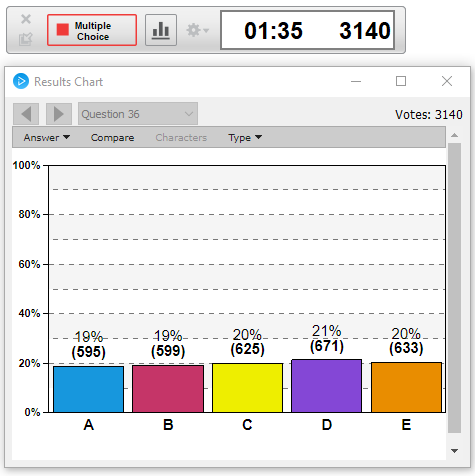 Multiple
Choice
01:35 3140
Results Chart
Question 36
Votes: 3140
Answer Compare Characters Type
100%
80%
60%
40%
20%
0%
19%
(595)
19%
(599)
20%
(625)
21%
(671)
20%
(633)
A B C D E